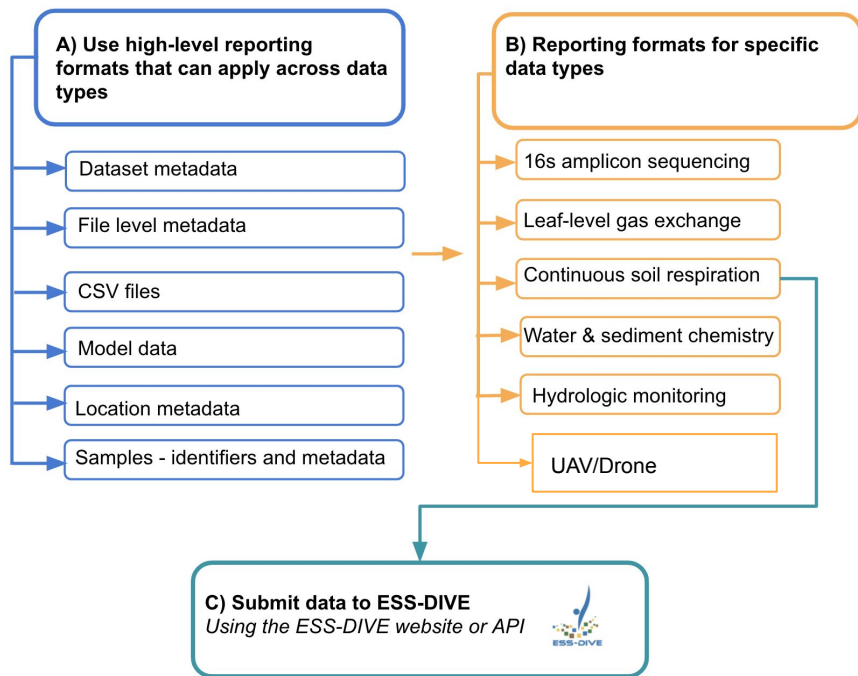 A) Use high-level reporting
formats that can apply across data
types
Dataset metadata
File level metadata
CSV files
Model data
Location metadata
Samples - identifiers and metadata
B) Reporting formats for specific
data types
16s amplicon sequencing
Leaf-level gas exchange
Continuous soil respiration
Water & sediment chemistry
Hydrologic monitoring
UAV/Drone
C) Submit data to ESS-DIVE
Using the ESS-DIVE website or API
ESS-DIVE